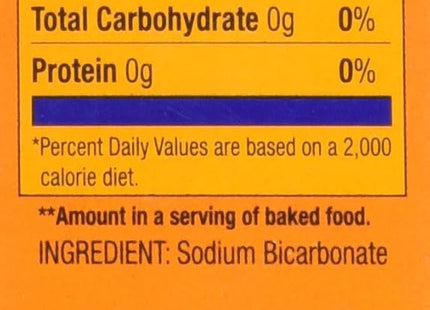 Total Carbohydrate 0g 0%
Protein 0g 0%
*Percent Daily Values are based on a 2,000
calorie diet.
**Amount in a serving of baked food.
INGREDIENT: Sodium Bicarbonate